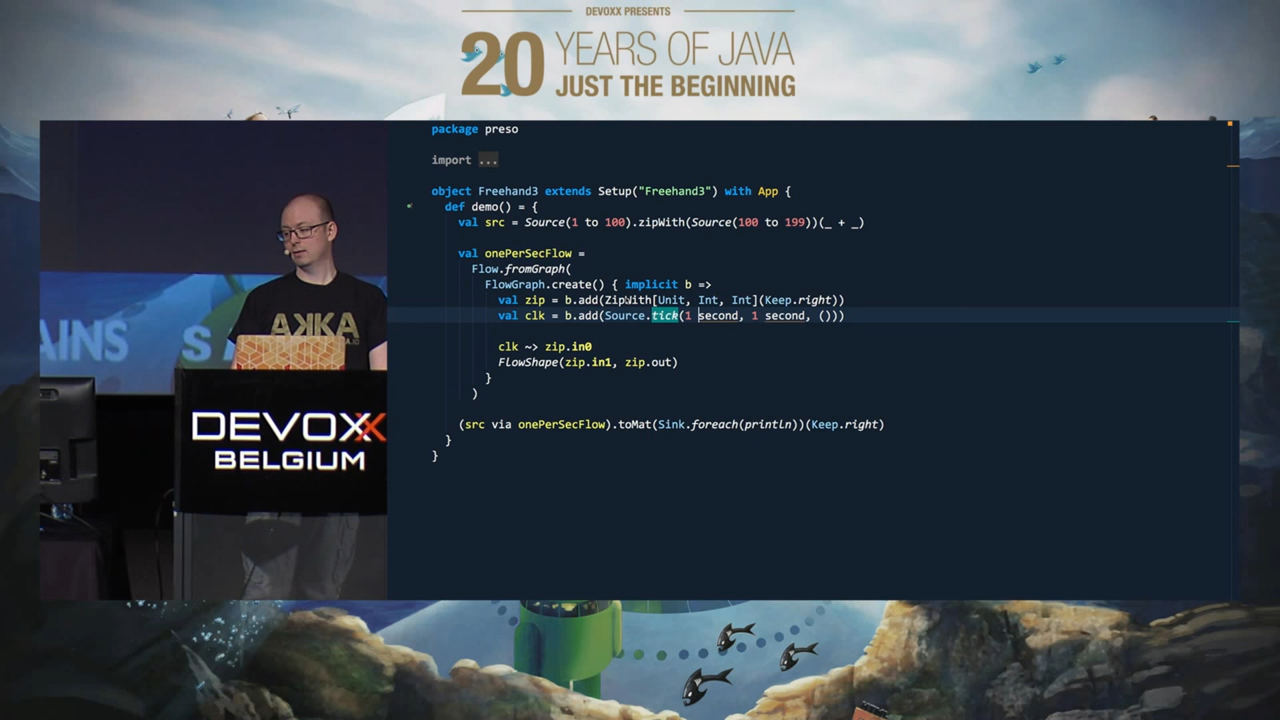 DEVOXX PRESENTS
20 YEARS OF JAVA
JUST THE BEGINNING
package preso
import ...
object Freehand3 extends Setup("Freehand3") with App {
def demo() = {
val src = Source(1 to 100).zipWith(Source(100 to 199))(_ + _)
val onePerSecFlow =
Flow.fromGraph(
FlowGraph.create() { implicit b =>
val zip = b.add(ZipWith[Unit, Int, Int](Keep.right))
val clk = b.add(Source.tick(1 second, 1 second, ()))
clk ~> zip.in0
FlowShape(zip.in1, zip.out)
}
)
(src via onePerSecFlow).toMat(Sink.foreach(println))(Keep.right)
}
}
AKKA
AINS
S A
DEVOXX
BELGIUM